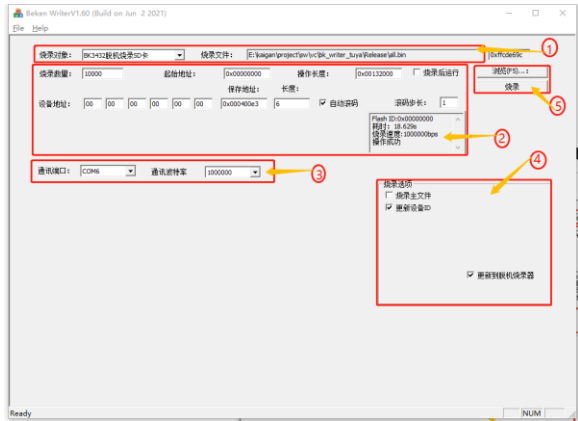 Beken WriterV1.60 (Build on Jun 2 2021)
File Help
烧录对象: BK3432脱机烧录SD卡 烧录文件: E:\kaigan\project\sw\vc\bk_writer_tuya\Release\all.bin 0xffcde69c
①
烧录数量: 10000 起始地址: 0x00000000 操作长度: 0x00132000 烧录后运行 浏览(F5)...:
保存地址: 长度: 烧录
⑤
设备地址: 00 00 00 00 00 00 0x000400e3 6 自动滚码 滚码步长: 1
Flash ID:0x00000000
耗时: 18.629s
烧录速度:1000000bps
操作成功
②
通讯端口: COM6 通讯波特率 1000000
③
④
烧录选项
烧录主文件
更新设备ID
更新到脱机烧录器
Ready NUM